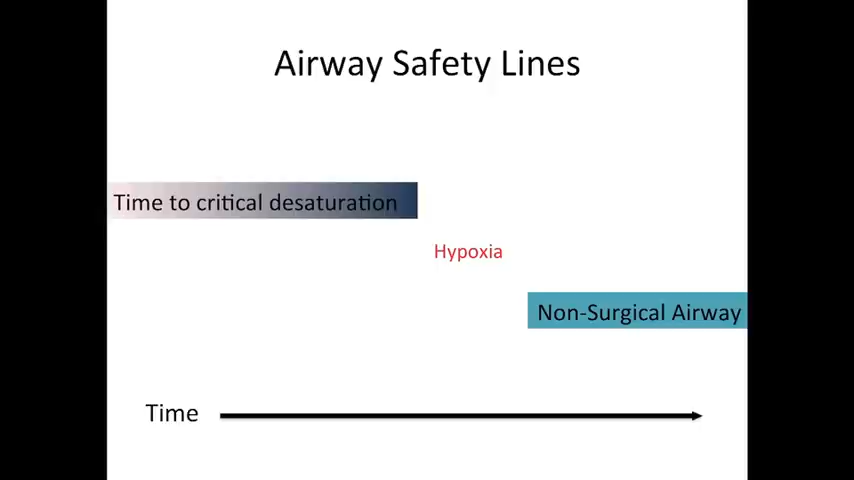 Airway Safety Lines
Time to critical desaturation
Hypoxia
Non-Surgical Airway
Time